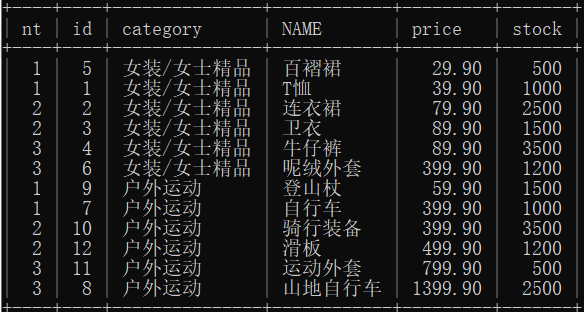 nt id category NAME price stock
1 5 女装/女士精品 百褶裙 29.90 500
1 1 女装/女士精品 T恤 39.90 1000
2 2 女装/女士精品 连衣裙 79.90 2500
2 3 女装/女士精品 卫衣 89.90 1500
3 4 女装/女士精品 牛仔裤 89.90 3500
3 6 女装/女士精品 呢绒外套 399.90 1200
1 9 户外运动 登山杖 59.90 1500
1 7 户外运动 自行车 399.90 1000
2 10 户外运动 骑行装备 399.90 3500
2 12 户外运动 滑板 499.90 1200
3 11 户外运动 运动外套 799.90 500
3 8 户外运动 山地自行车 1399.90 2500